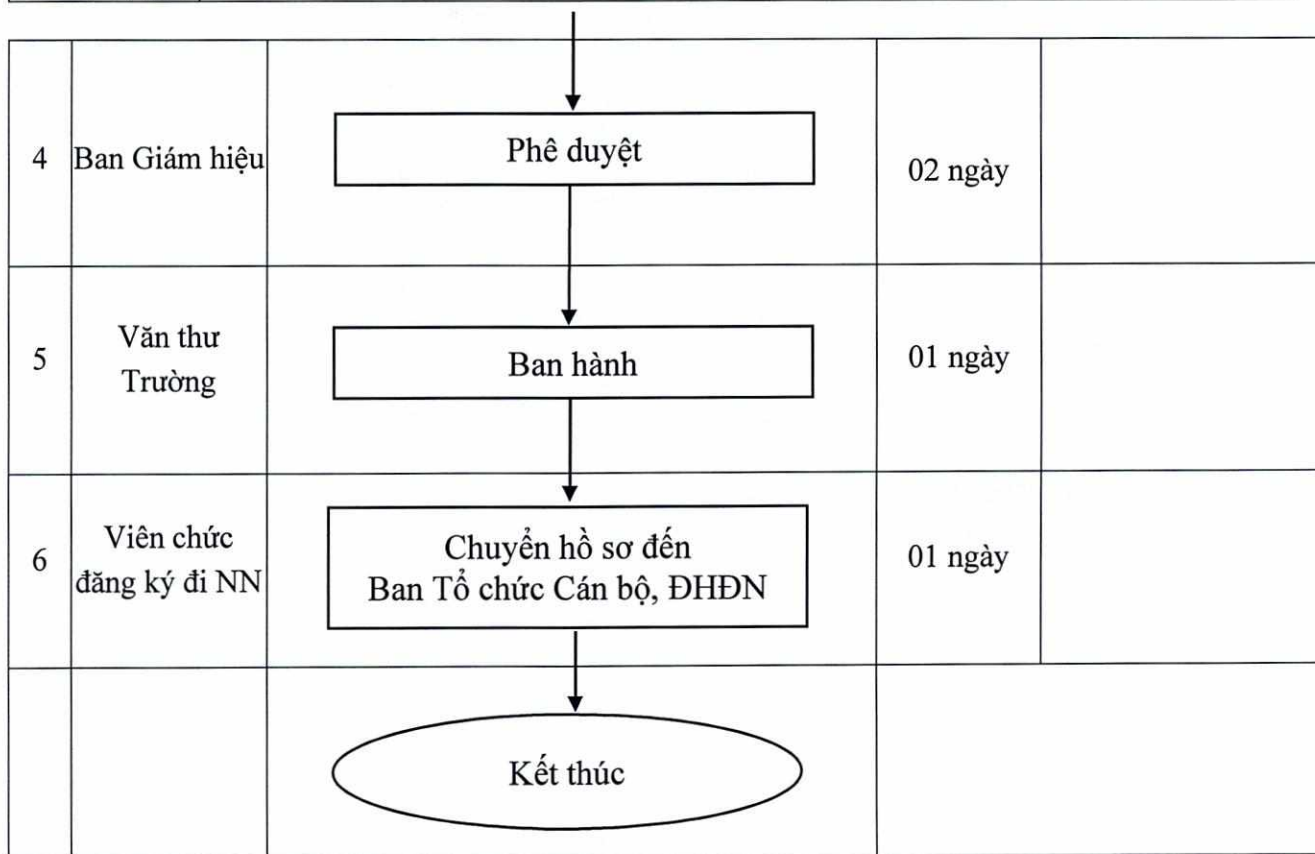 4
Ban Giám hiệu
Phê duyệt
02 ngày
5
Văn thư
Trường
Ban hành
01 ngày
6
Viên chức
đăng ký đi NN
Chuyển hồ sơ đến
Ban Tổ chức Cán bộ, ĐHĐN
01 ngày
Kết thúc